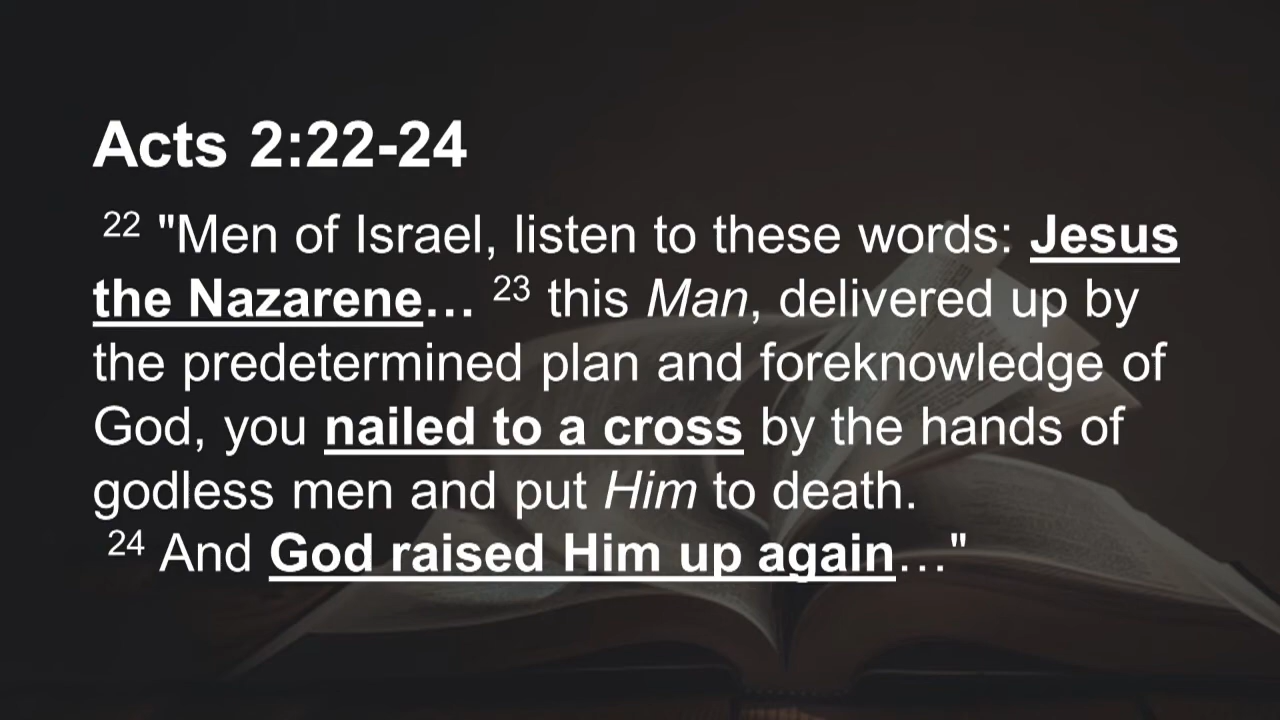 Acts 2:22-24
22 "Men of Israel, listen to these words: Jesus
the Nazarene… 23 this Man, delivered up by
the predetermined plan and foreknowledge of
God, you nailed to a cross by the hands of
godless men and put Him to death.
24 And God raised Him up again…"